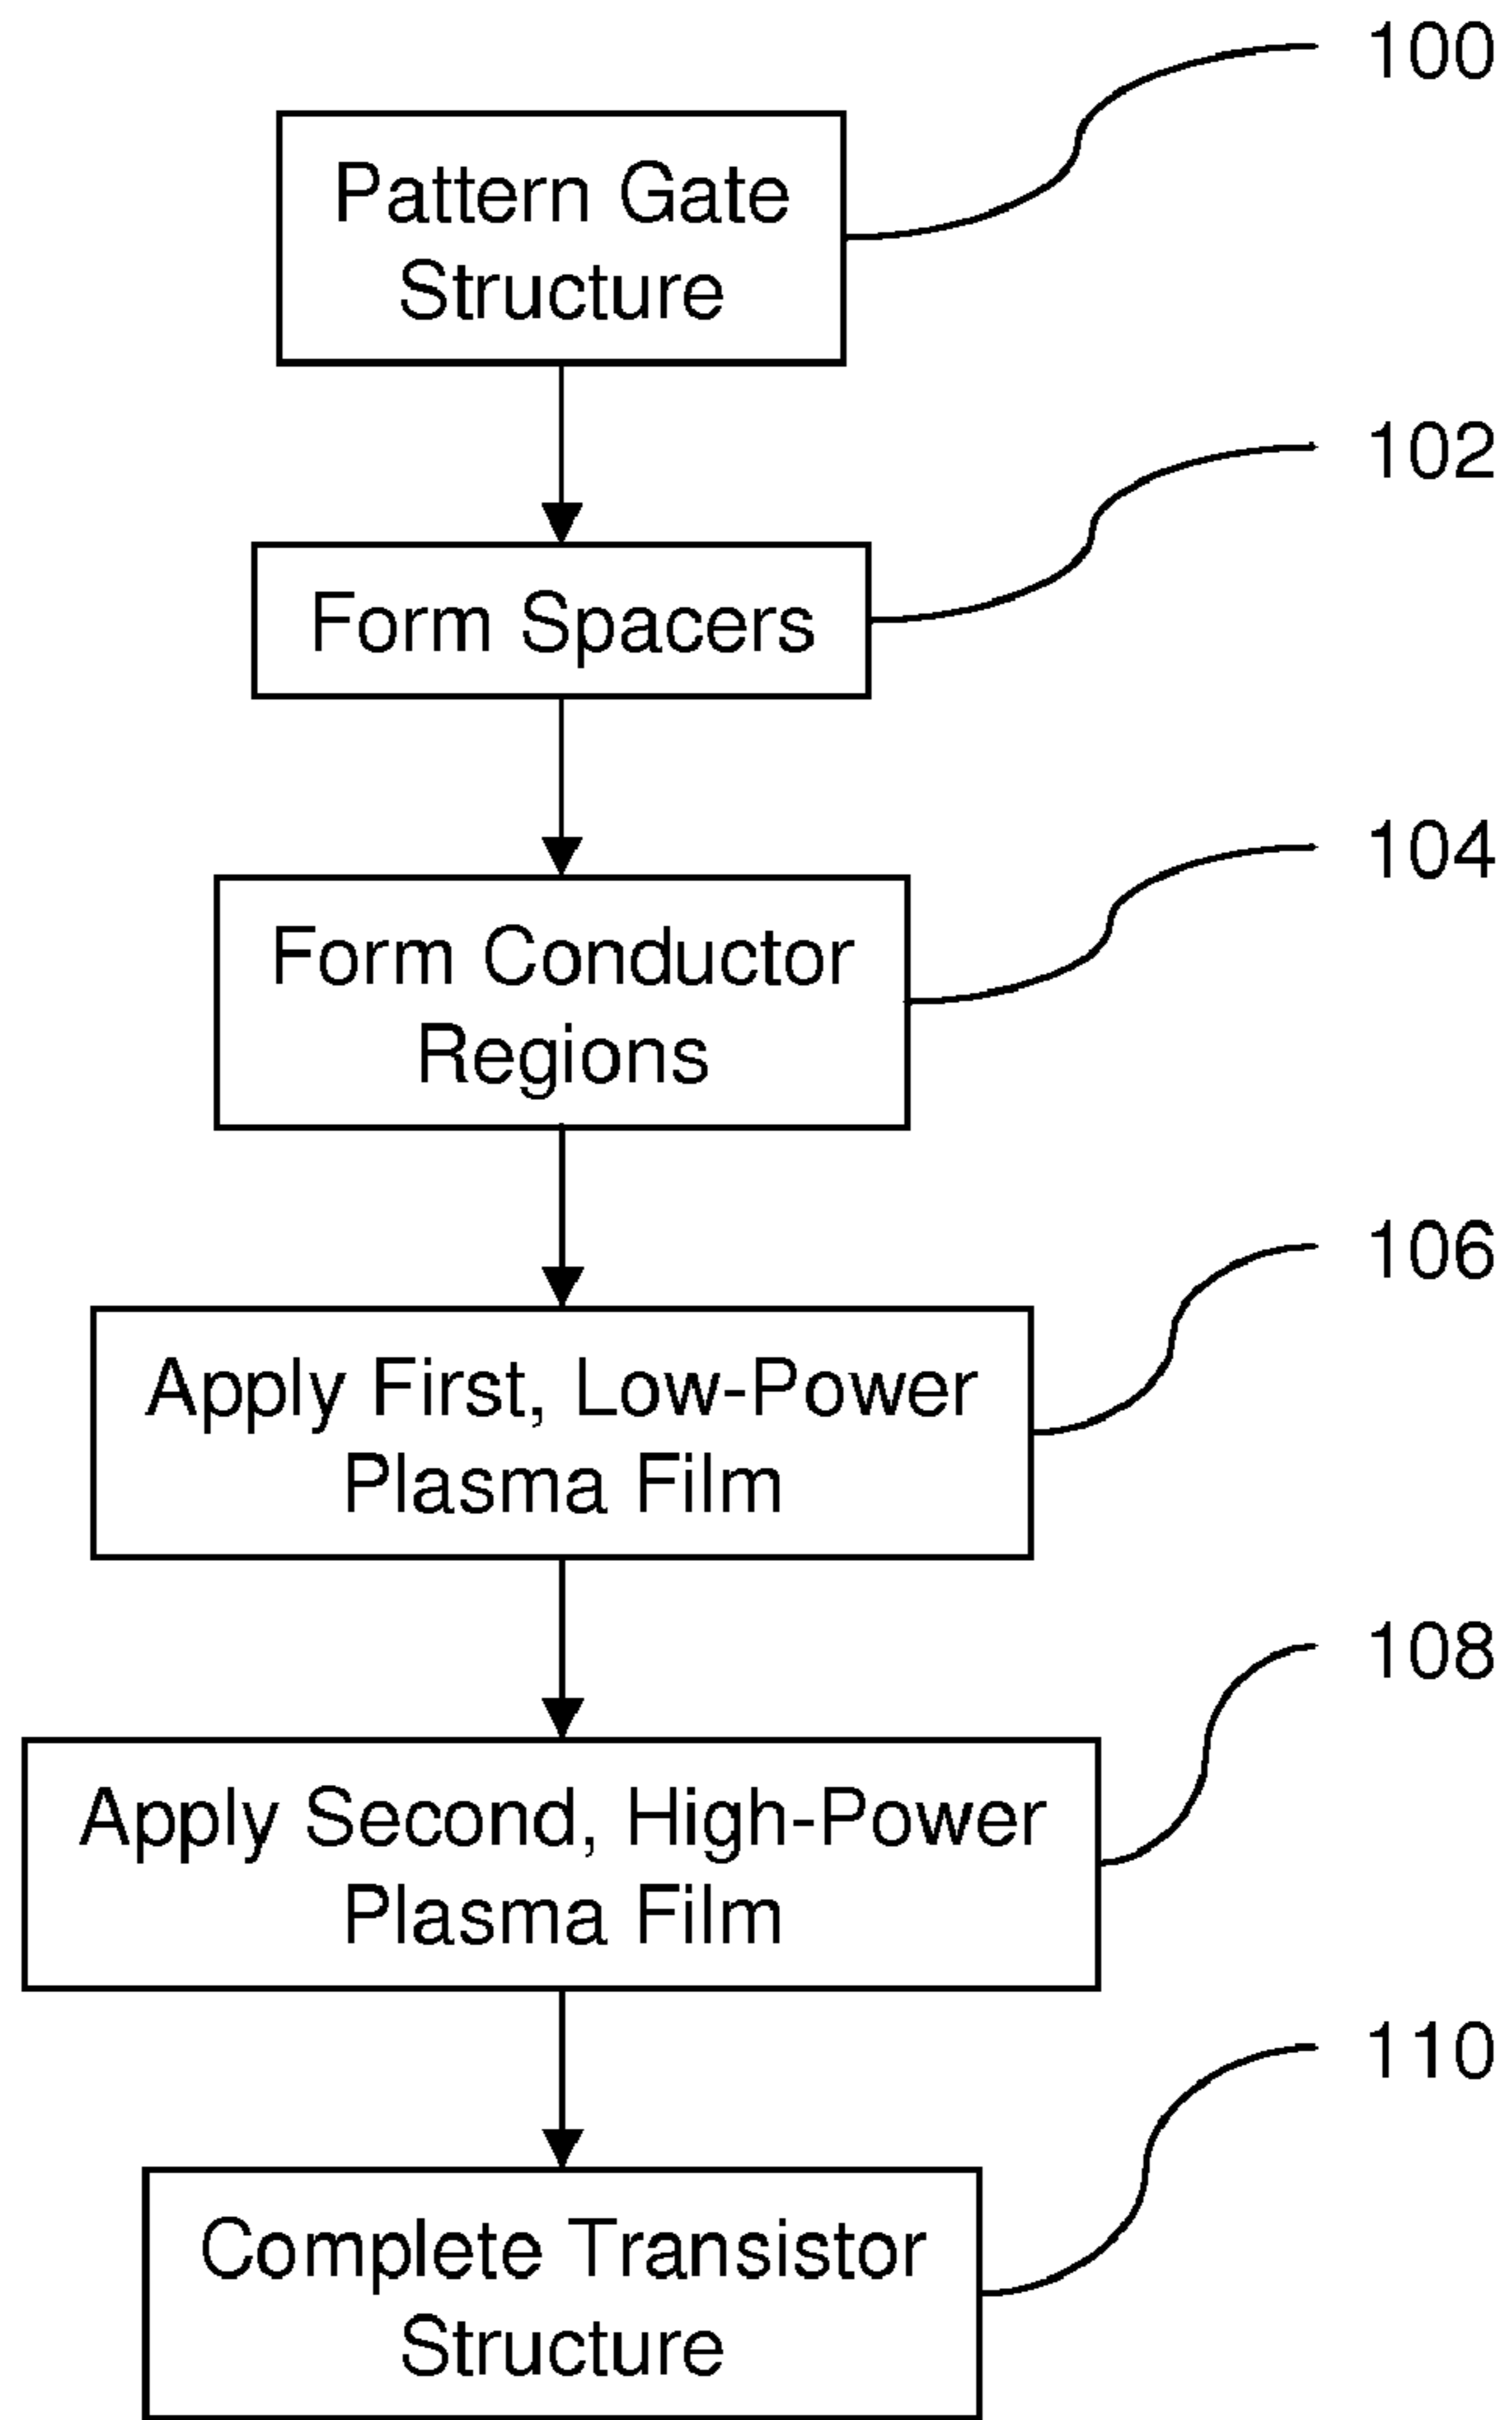 100
Pattern Gate
Structure
102
Form Spacers
104
Form Conductor
Regions
106
Apply First, Low-Power
Plasma Film
108
Apply Second, High-Power
Plasma Film
110
Complete Transistor
Structure